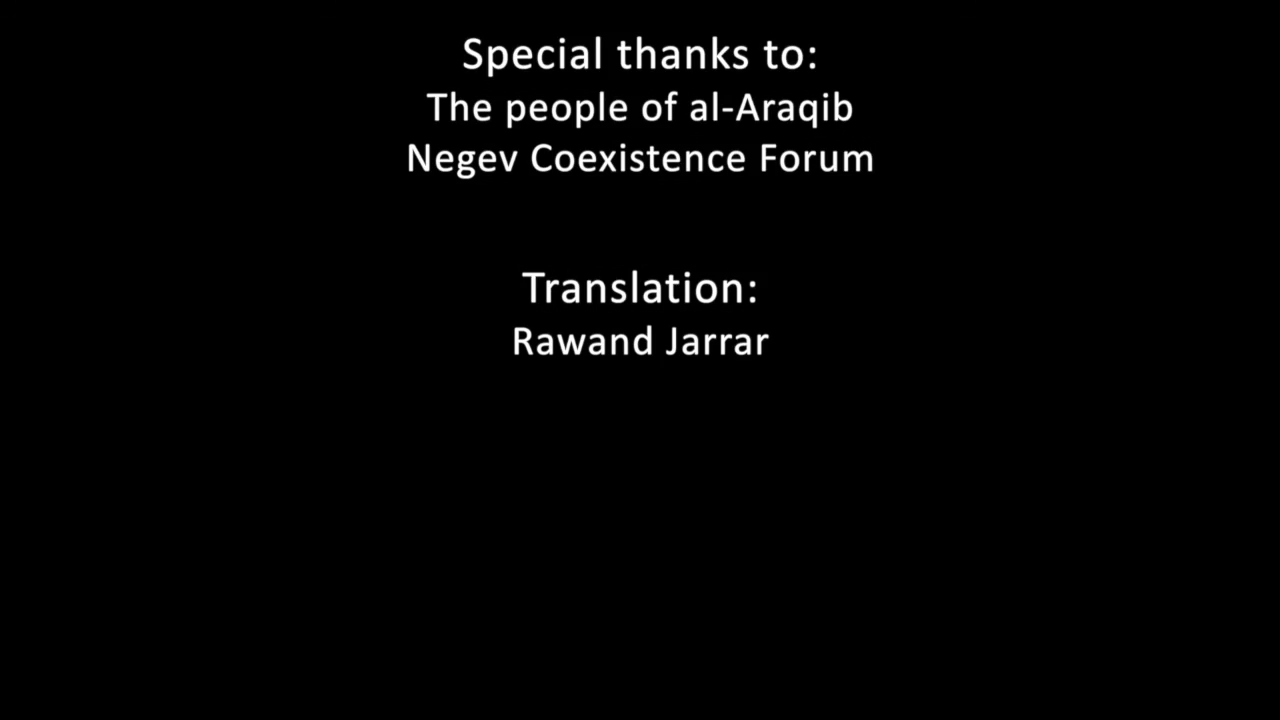 Special thanks to:
The people of al-Araqib
Negev Coexistence Forum
Translation:
Rawand Jarrar